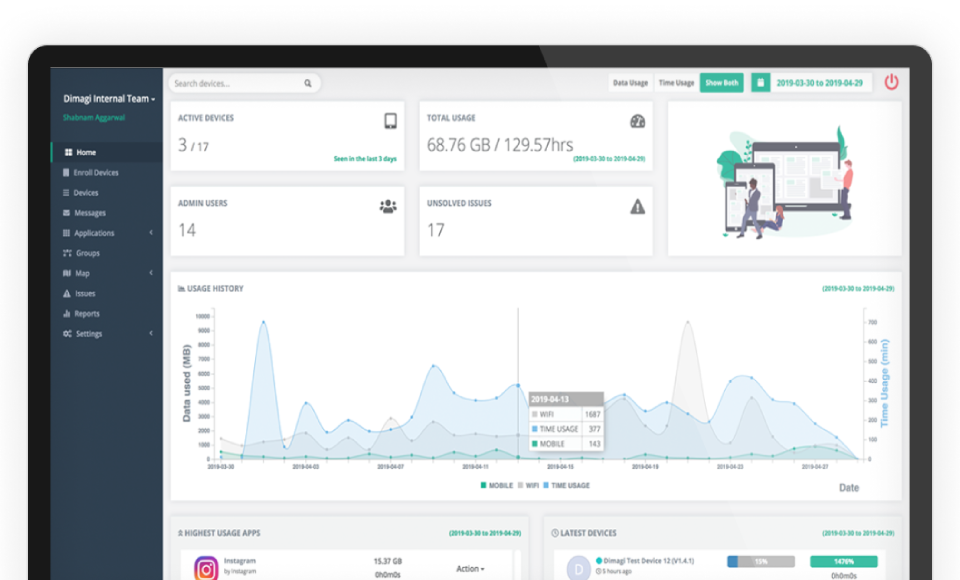 Dimagi Internal Team
Shabnam Aggarwal
Home
Enroll Devices
Devices
Messages
Applications
Groups
Map
Issues
Reports
Settings
Search devices...
Data Usage Time Usage Show Both 2019-03-30 to 2019-04-29
ACTIVE DEVICES
3 / 17
Seen in the last 3 days
TOTAL USAGE
68.76 GB / 129.57hrs
(2019-03-30 to 2019-04-29)
ADMIN USERS
14
UNSOLVED ISSUES
17
USAGE HISTORY
(2019-03-30 to 2019-04-29)
Data used (MB)
10000
9000
8000
7000
6000
5000
4000
3000
2000
1000
0
2019-04-13
WIFI 1687
TIME USAGE 377
MOBILE 143
700
600
500
400
300
200
100
0
Time Usage (min)
2019-03-30 2019-04-03 2019-04-07 2019-04-11 2019-04-15 2019-04-19 2019-04-23 2019-04-27
MOBILE WIFI TIME USAGE
Date
HIGHEST USAGE APPS
(2019-03-30 to 2019-04-29)
Instagram
by Instagram
15.37 GB
0h0m0s
Action
LATEST DEVICES
(2019-03-30 to 2019-04-29)
D
Dimagi Test Device 12 (V1.4.1)
5 hours ago
15%
1476%
0h0m0s